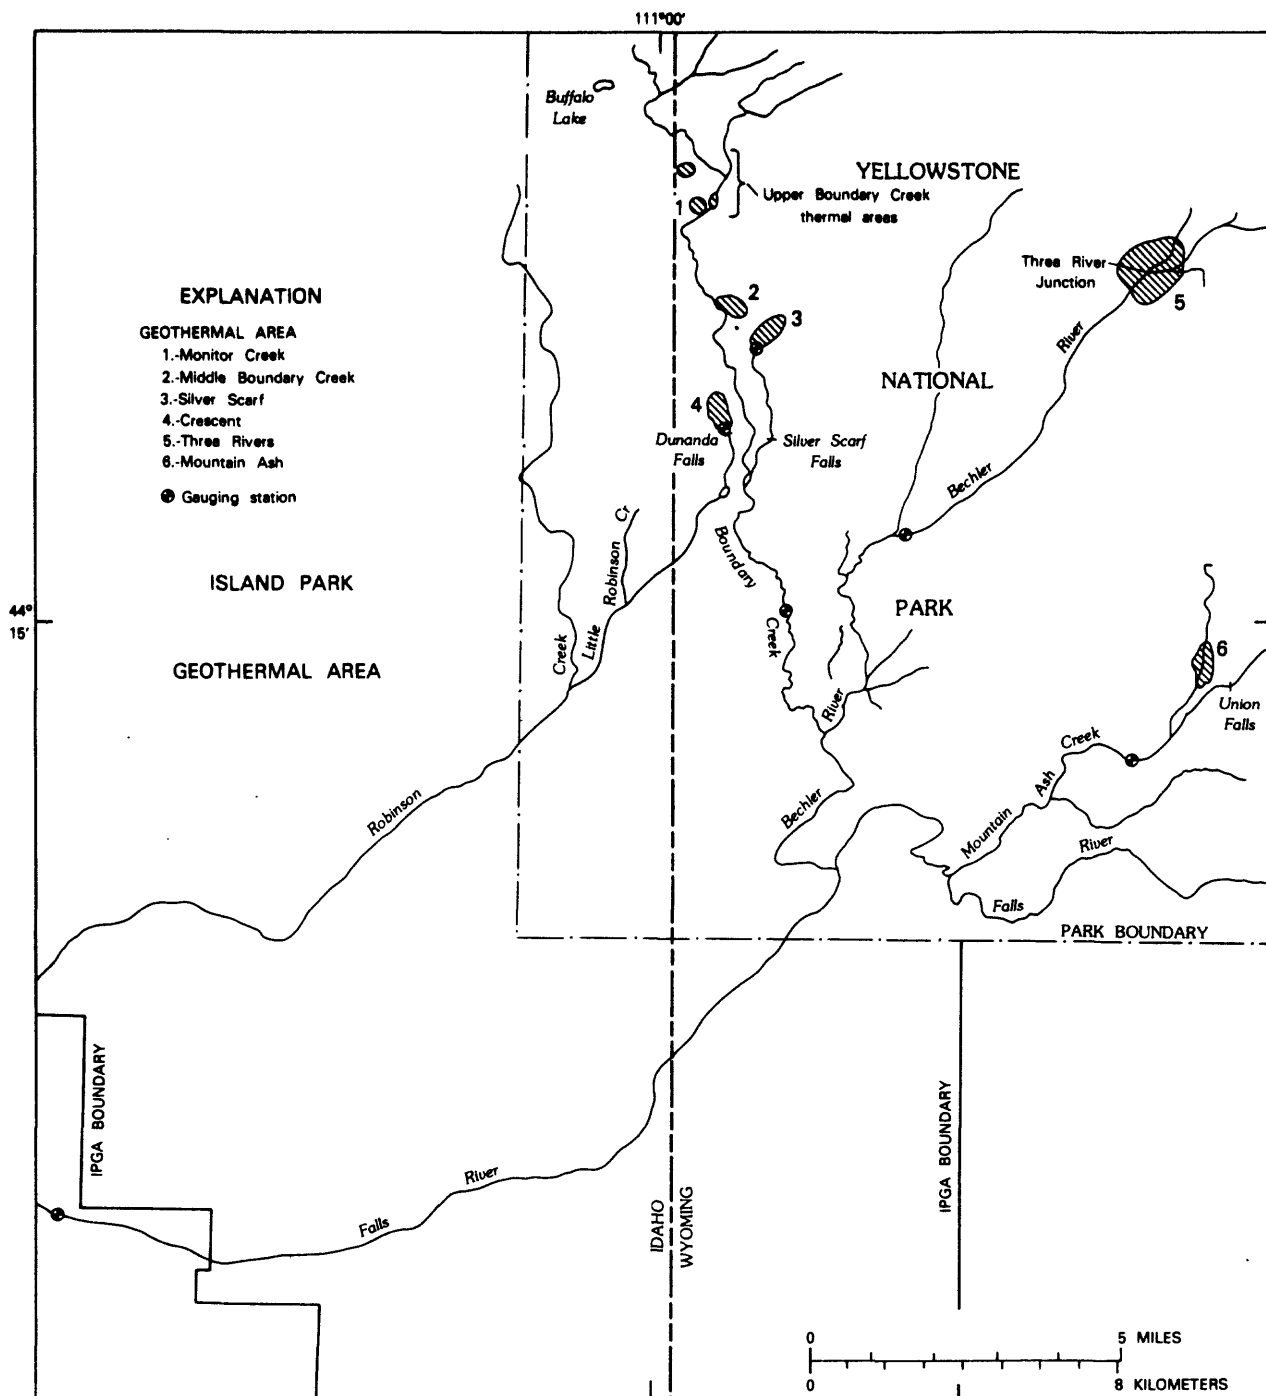 111°00'
Buffalo
Lake
YELLOWSTONE
1
Upper Boundary Creek
thermal areas
Three River
Junction
5
EXPLANATION
GEOTHERMAL AREA
1.-Monitor Creek
2.-Middle Boundary Creek
3.-Silver Scarf
4.-Crescent
5.-Three Rivers
6.-Mountain Ash
Gauging station
2
3
River
NATIONAL
4
Dunanda
Falls
Silver Scarf
Falls
Bechler
Robinson Cr
Boundary
ISLAND PARK
44°
15'
PARK
Creek
Little
Creek
GEOTHERMAL AREA
6
River
Union
Falls
Creek
Ash
Robinson
Bechler
Mountain
River
Falls
PARK BOUNDARY
IPGA BOUNDARY
IPGA BOUNDARY
River
Falls
IDAHO
WYOMING
0 5 MILES
0 8 KILOMETERS